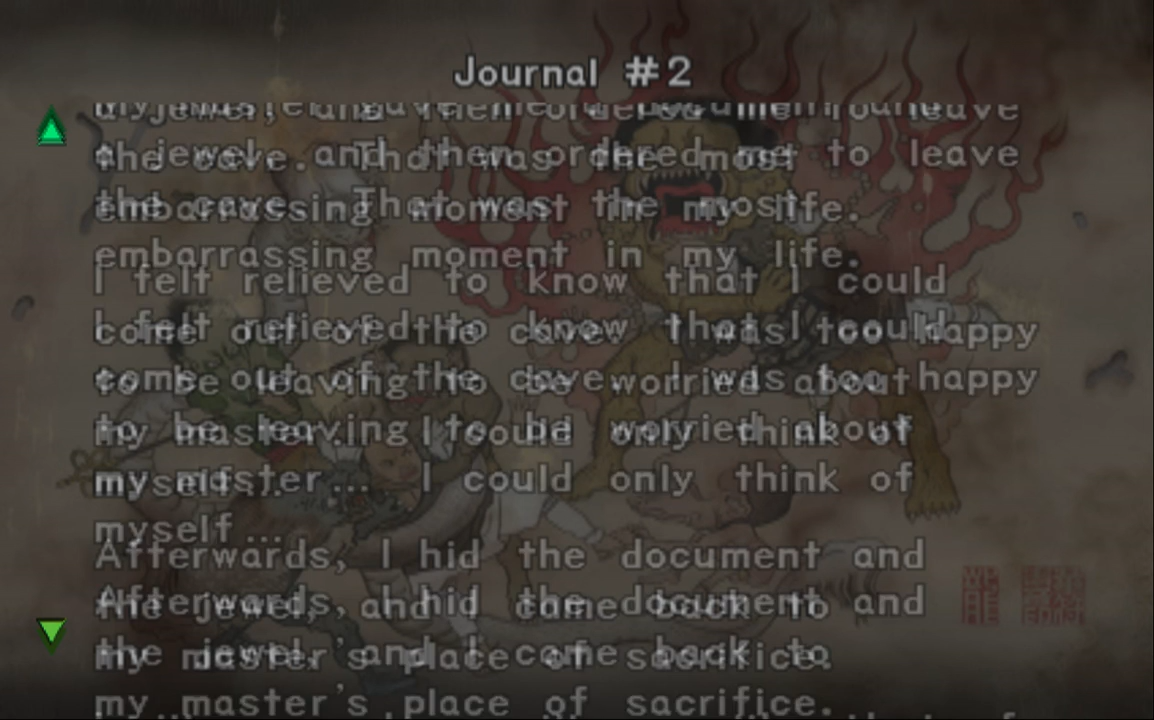 Journal #2
a jewel, and then ordered me to leave
the cave. That was the most
embarrassing moment in my life.
I felt relieved to know that I could
come out of the cave. I was too happy
to be leaving to be worried about
my master... I could only think of
myself...
Afterwards, I hid the document and
the jewel, and I came back to
my master's place of sacrifice.